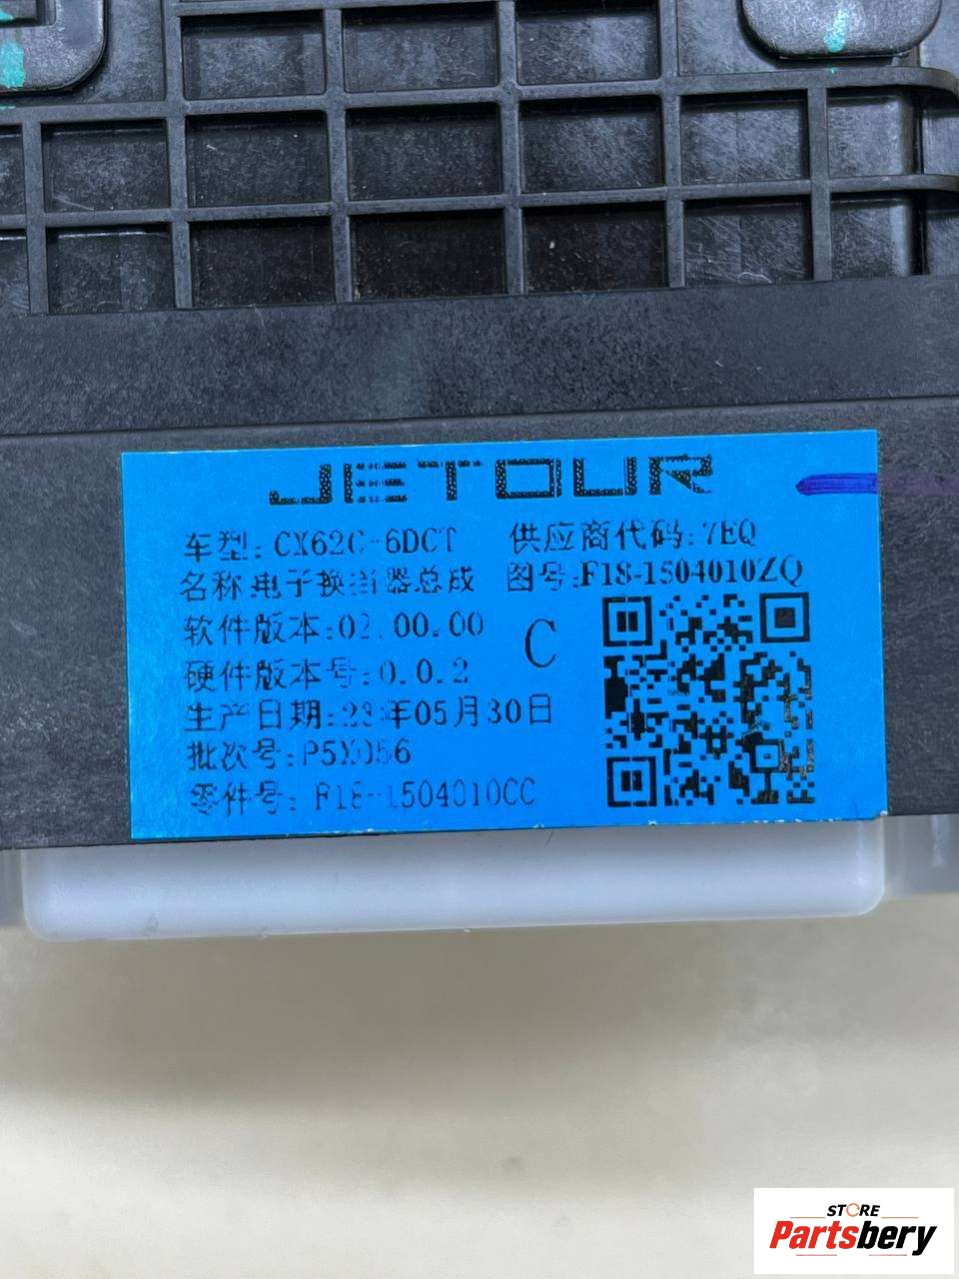 JETOUR
车型: CX62C-6DCT 供应商代码: 7EQ
名称 电子换挡器总成 图号:F18-1504010ZQ
软件版本:02.00.00 C
硬件版本号:0.0.2
生产日期:23年05月30日
批次号:P5X056
零件号: F18-1504010CC
STORE
Partsbery